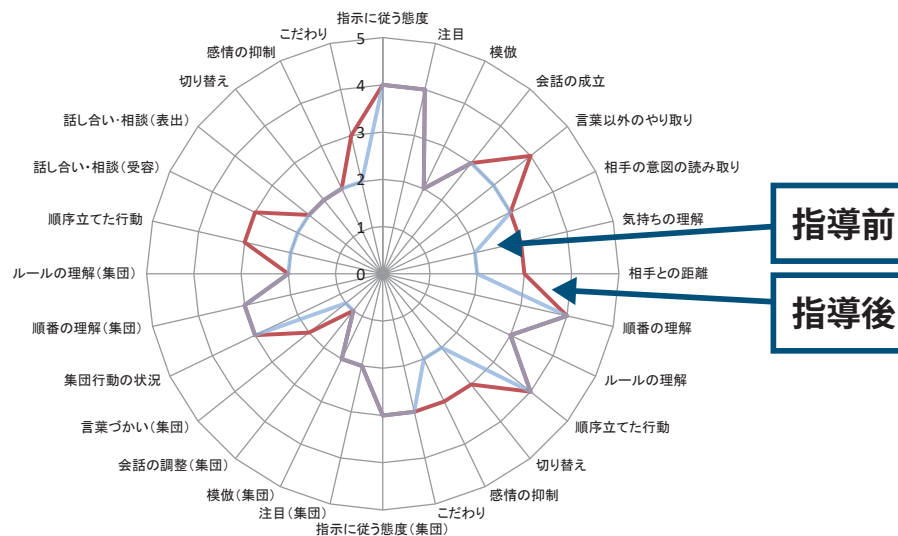 指示に従う態度
注目
模倣
会話の成立
言葉以外のやり取り
相手の意図の読み取り
気持ちの理解
相手との距離
順番の理解
ルールの理解
順序立てた行動
切り替え
感情の抑制
こだわり
指示に従う態度(集団)
注目(集団)
模倣(集団)
会話の調整(集団)
言葉づかい(集団)
集団行動の状況
順番の理解(集団)
ルールの理解(集団)
順序立てた行動
話し合い・相談(受容)
話し合い・相談(表出)
切り替え
感情の抑制
こだわり
5
4
3
2
1
0
指導前
指導後